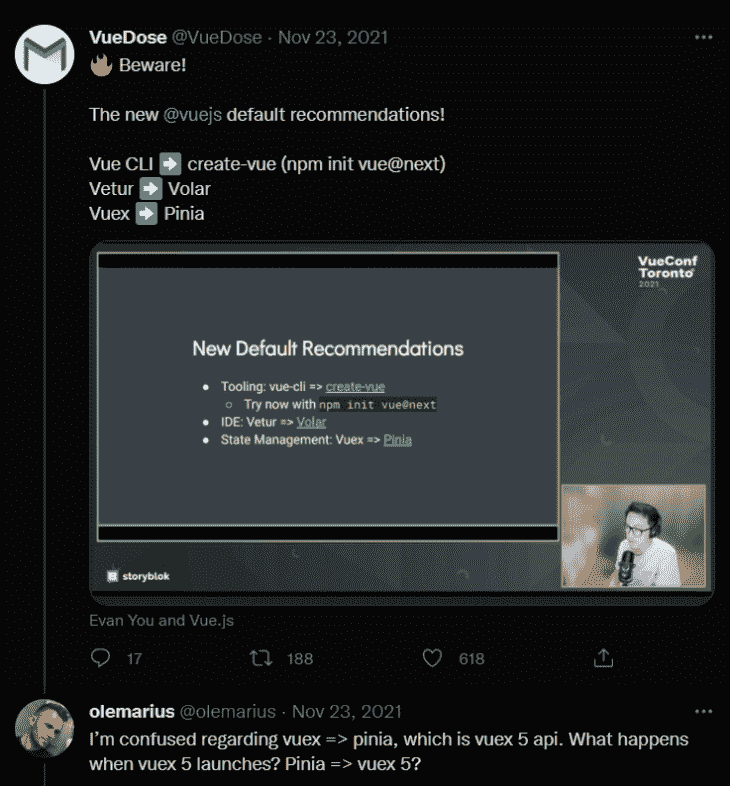 VueDose @VueDose · Nov 23, 2021
🔥 Beware!
The new @vuejs default recommendations!
Vue CLI ➡ create-vue (npm init vue@next)
Vetur ➡ Volar
Vuex ➡ Pinia
VueConf
Toronto
2021
New Default Recommendations
● Tooling: vue-cli => create-vue
○ Try now with npm init vue@next
● IDE: Vetur => Volar
● State Management: Vuex => Pinia
storyblok
Evan You and Vue.js
17 188 618
olemarius @olemarius · Nov 23, 2021
I'm confused regarding vuex => pinia, which is vuex 5 api. What happens
when vuex 5 launches? Pinia => vuex 5?